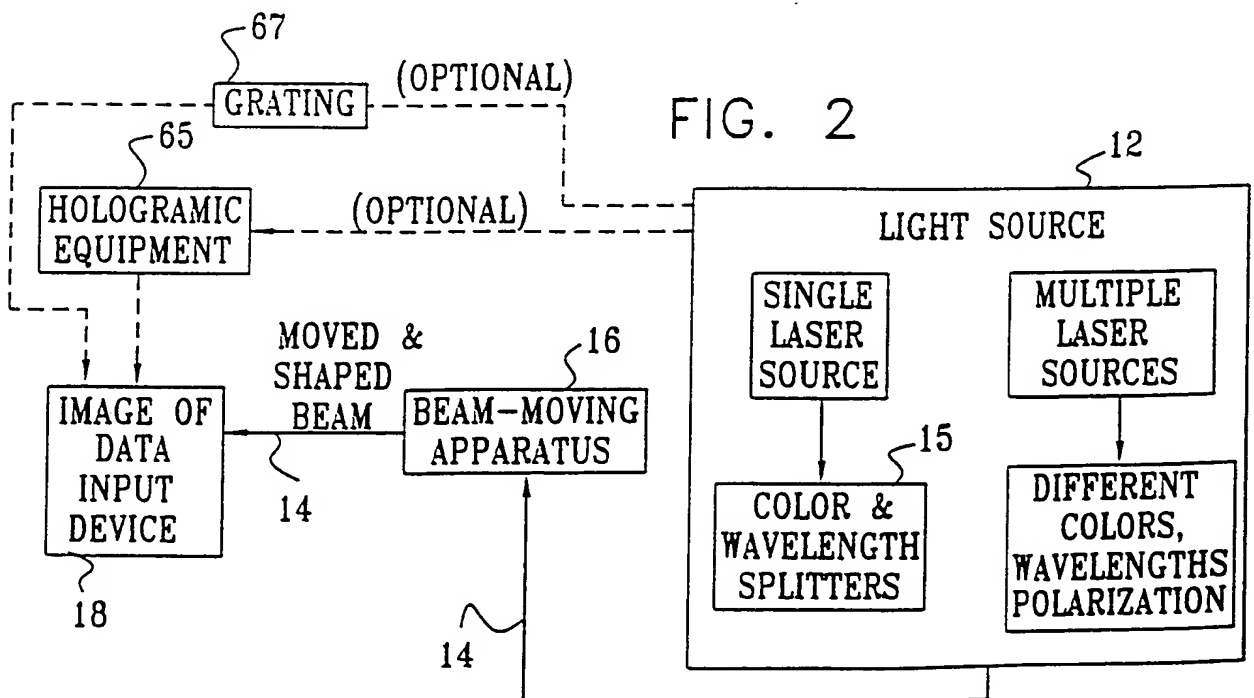 67
GRATING
(OPTIONAL)
FIG. 2
65
HOLOGRAMIC
EQUIPMENT
(OPTIONAL)
12
LIGHT SOURCE
SINGLE
LASER
SOURCE
MULTIPLE
LASER
SOURCES
MOVED &
SHAPED
BEAM
16
BEAM-MOVING
APPARATUS
IMAGE OF
DATA
INPUT
DEVICE
14
18
15
COLOR &
WAVELENGTH
SPLITTERS
DIFFERENT
COLORS,
WAVELENGTHS
POLARIZATION
14